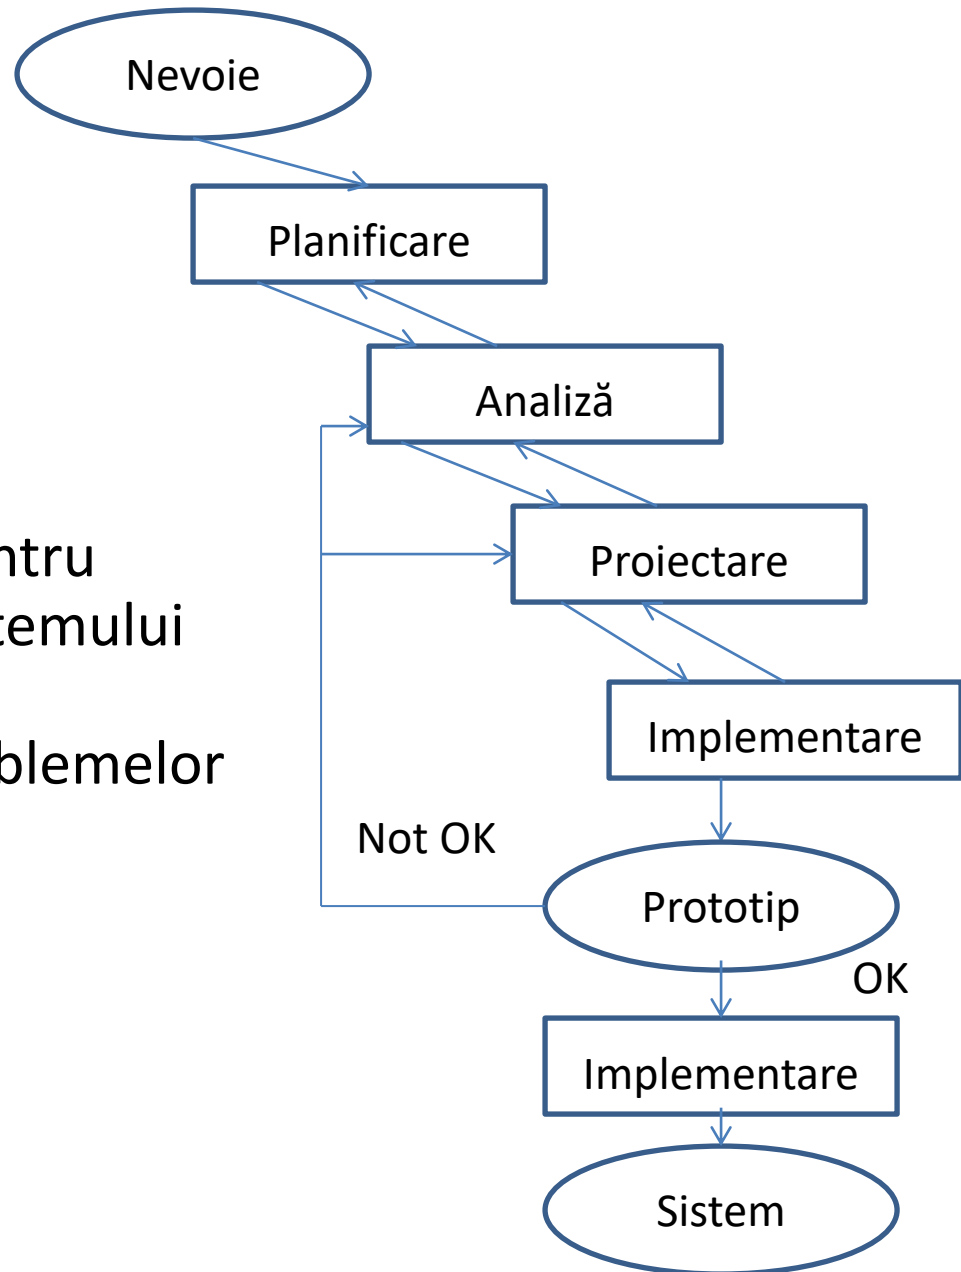 Nevoie
Planificare
Analiză
ntru
Proiectare
temului
Implementare
blemelor
Not OK
Prototip
OK
Implementare
Sistem